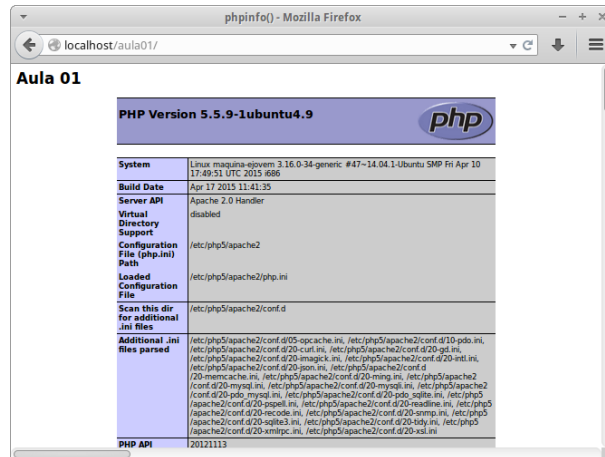 phpinfo() - Mozilla Firefox
localhost/aula01/
Aula 01
PHP Version 5.5.9-1ubuntu4.9
php
System
Linux maquina-ejovem 3.16.0-34-generic #47~14.04.1-Ubuntu SMP Fri Apr 10
17:49:51 UTC 2015 i686
Build Date
Apr 17 2015 11:41:35
Server API
Apache 2.0 Handler
Virtual
Directory
Support
disabled
Configuration
File (php.ini)
Path
/etc/php5/apache2
Loaded
Configuration
File
/etc/php5/apache2/php.ini
Scan this dir
for additional
.ini files
/etc/php5/apache2/conf.d
Additional .ini
files parsed
/etc/php5/apache2/conf.d/05-opcache.ini, /etc/php5/apache2/conf.d/10-pdo.ini,
/etc/php5/apache2/conf.d/20-curl.ini, /etc/php5/apache2/conf.d/20-gd.ini,
/etc/php5/apache2/conf.d/20-imagick.ini, /etc/php5/apache2/conf.d/20-intl.ini,
/etc/php5/apache2/conf.d/20-json.ini, /etc/php5/apache2/conf.d
/20-memcache.ini, /etc/php5/apache2/conf.d/20-ming.ini, /etc/php5/apache2
/conf.d/20-mysql.ini, /etc/php5/apache2/conf.d/20-mysqli.ini, /etc/php5/apache2
/conf.d/20-pdo_mysql.ini, /etc/php5/apache2/conf.d/20-pdo_sqlite.ini, /etc/php5
/apache2/conf.d/20-pspell.ini, /etc/php5/apache2/conf.d/20-readline.ini, /etc/php5
/apache2/conf.d/20-recode.ini, /etc/php5/apache2/conf.d/20-snmp.ini, /etc/php5
/apache2/conf.d/20-sqlite3.ini, /etc/php5/apache2/conf.d/20-tidy.ini, /etc/php5
/apache2/conf.d/20-xmlrpc.ini, /etc/php5/apache2/conf.d/20-xsl.ini
PHP API
20121113